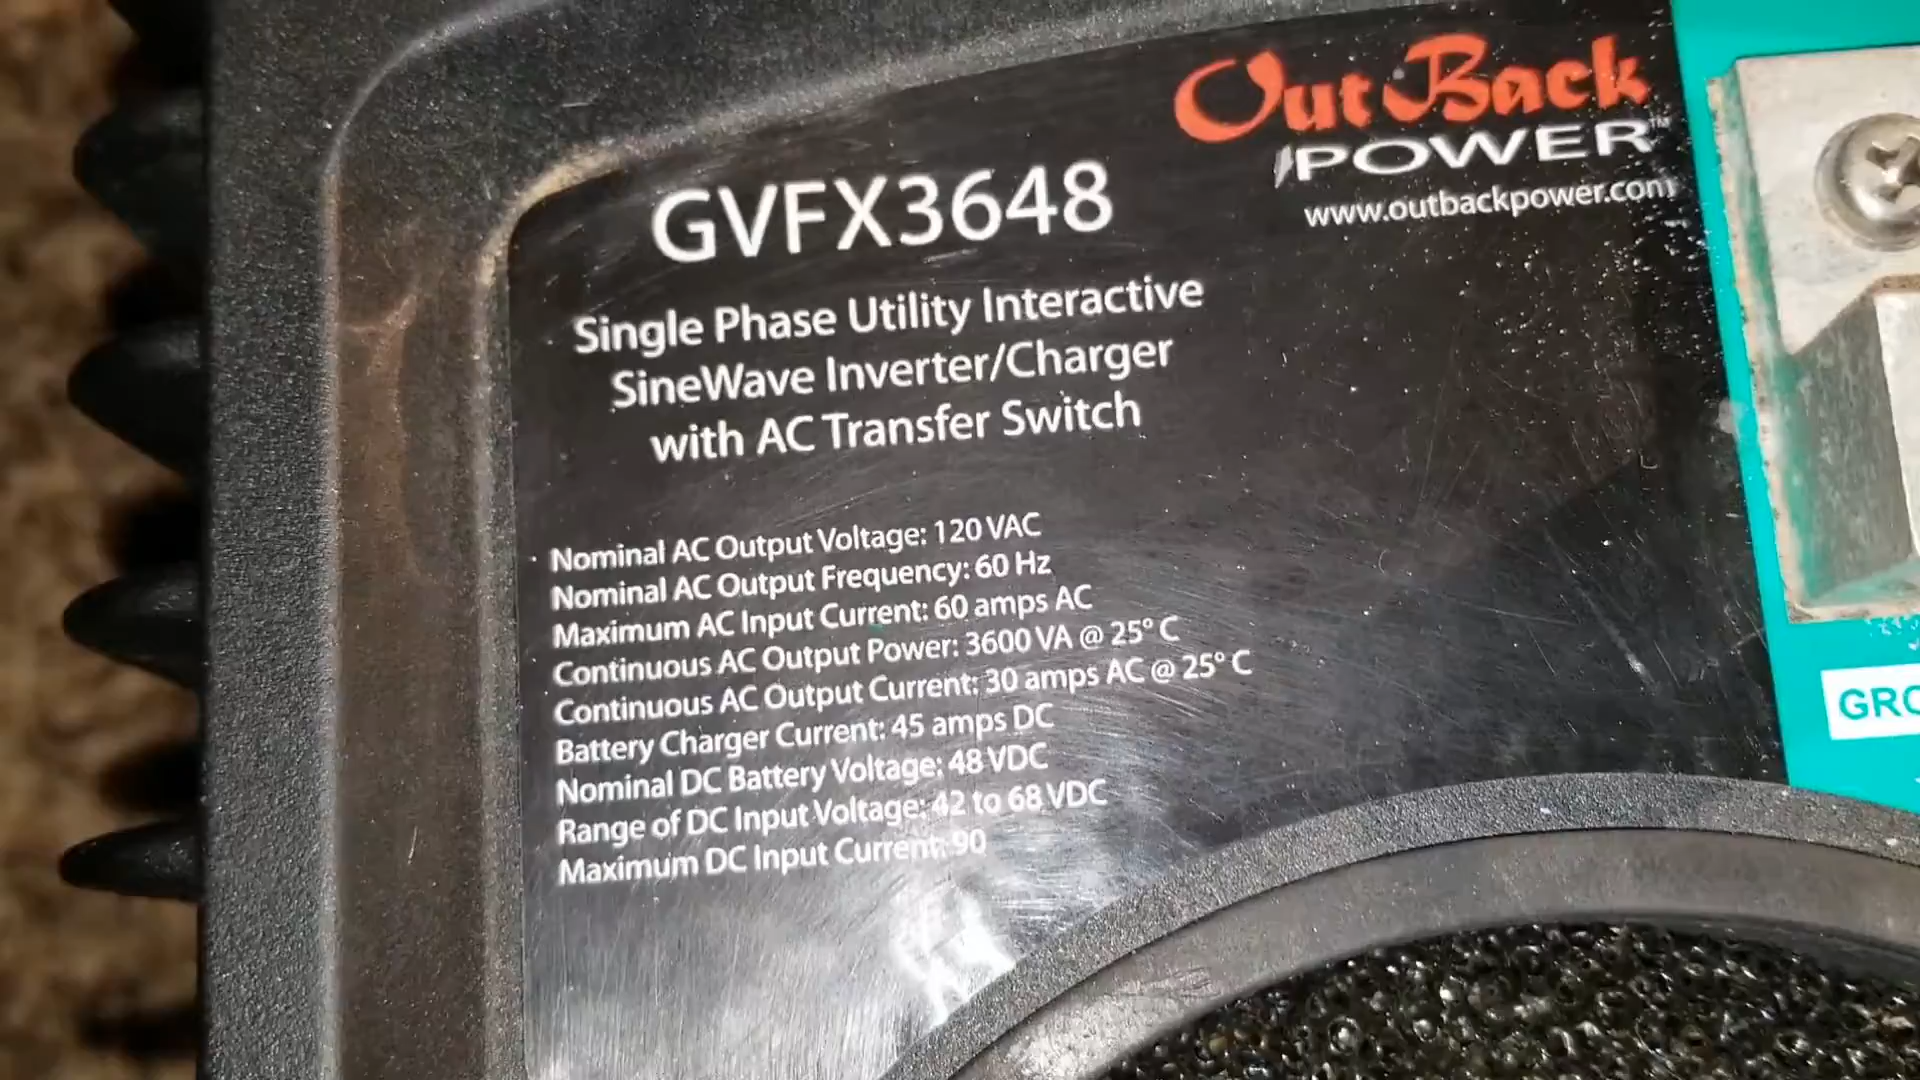 OutBack
POWER™
www.outbackpower.com
GVFX3648
Single Phase Utility Interactive
SineWave Inverter/Charger
with AC Transfer Switch
Nominal AC Output Voltage: 120 VAC
Nominal AC Output Frequency: 60 Hz
Maximum AC Input Current: 60 amps AC
Continuous AC Output Power: 3600 VA @ 25° C
Continuous AC Output Current: 30 amps AC @ 25° C
Battery Charger Current: 45 amps DC
Nominal DC Battery Voltage: 48 VDC
Range of DC Input Voltage: 42 to 68 VDC
Maximum DC Input Current: 90
GRO